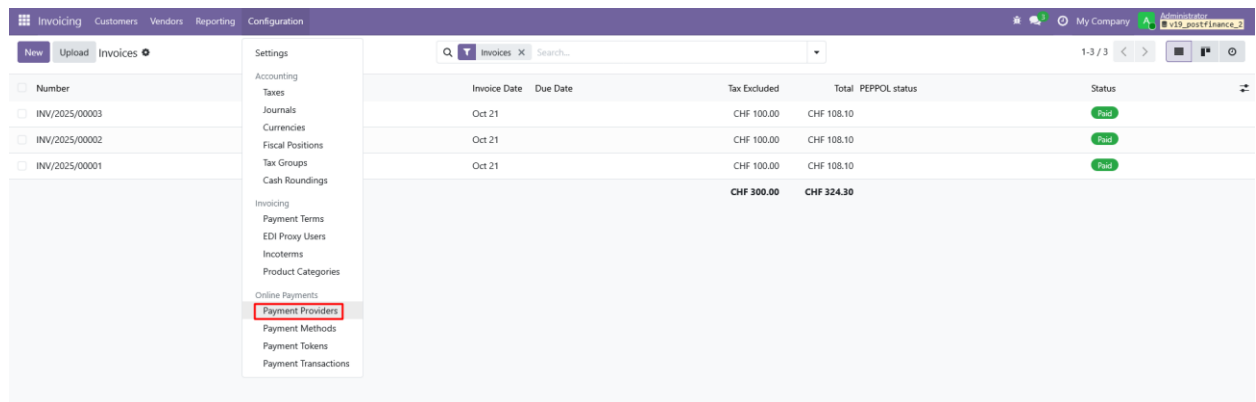 Invoicing Customers Vendors Reporting Configuration My Company A Administrator
v19_postfinance_2
New Upload Invoices Invoices × Search... 1-3 / 3
Settings
Accounting
Number Taxes Invoice Date Due Date Tax Excluded Total PEPPOL status Status
INV/2025/00003 Journals Oct 21 CHF 100.00 CHF 108.10 Paid
Currencies
INV/2025/00002 Fiscal Positions Oct 21 CHF 100.00 CHF 108.10 Paid
INV/2025/00001 Tax Groups Oct 21 CHF 100.00 CHF 108.10 Paid
Cash Roundings
CHF 300.00 CHF 324.30
Invoicing
Payment Terms
EDI Proxy Users
Incoterms
Product Categories
Online Payments
Payment Providers
Payment Methods
Payment Tokens
Payment Transactions